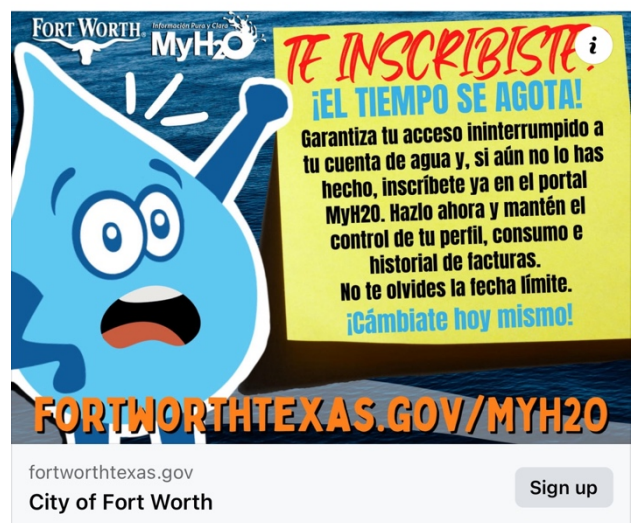 FORT WORTH
Información Pura y Clara
MyH2O
TE INSCRIBISTE?
¡EL TIEMPO SE AGOTA!
Garantiza tu acceso ininterrumpido a
tu cuenta de agua y, si aún no lo has
hecho, inscríbete ya en el portal
MyH2O. Hazlo ahora y mantén el
control de tu perfil, consumo e
historial de facturas.
No te olvides la fecha límite.
¡Cámbiate hoy mismo!
FORTWORTHTEXAS.GOV/MYH2O
fortworthtexas.gov
City of Fort Worth
Sign up